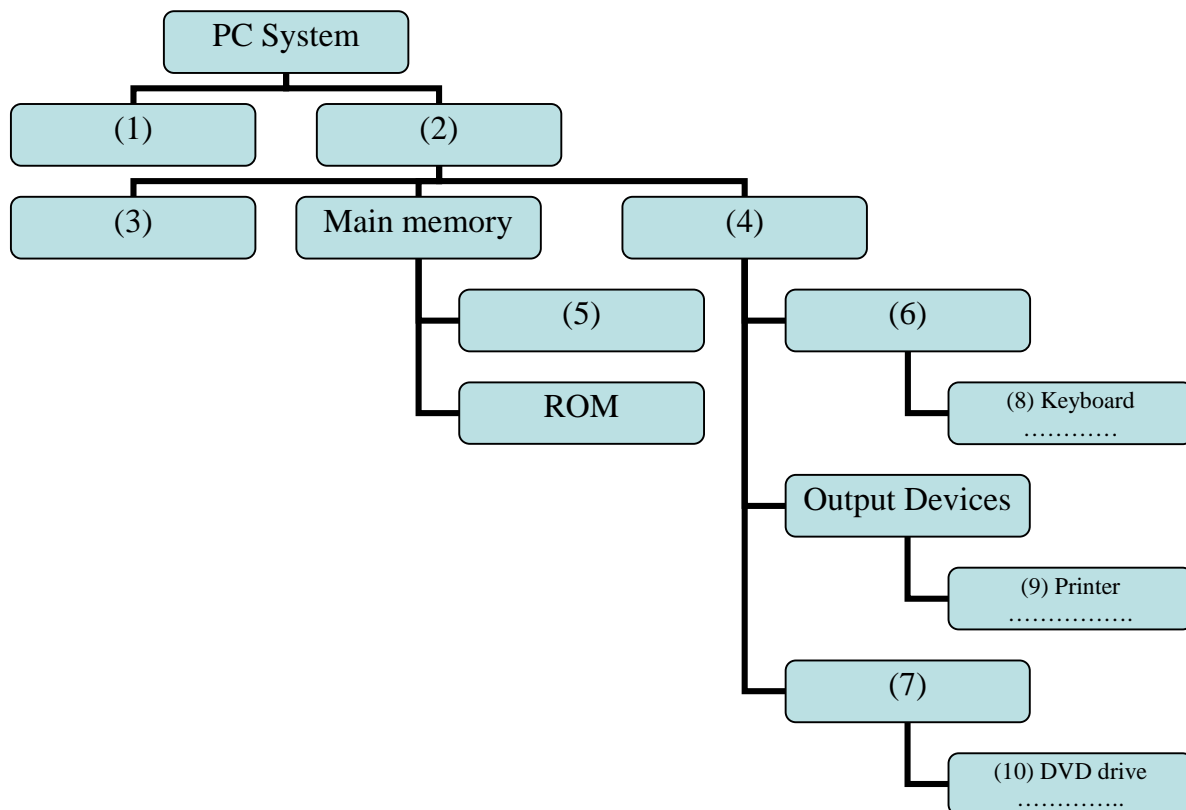 PC System
(1)
(2)
(3)
Main memory
(4)
(5)
(6)
ROM
(8) Keyboard
…………
Output Devices
(9) Printer
…………….
(7)
(10) DVD drive
…………..